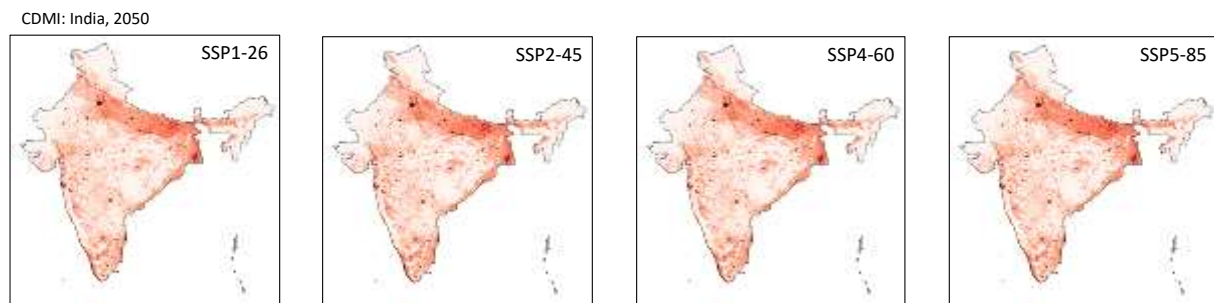 CDMI: India, 2050
SSP1-26
SSP2-45
SSP4-60
SSP5-85